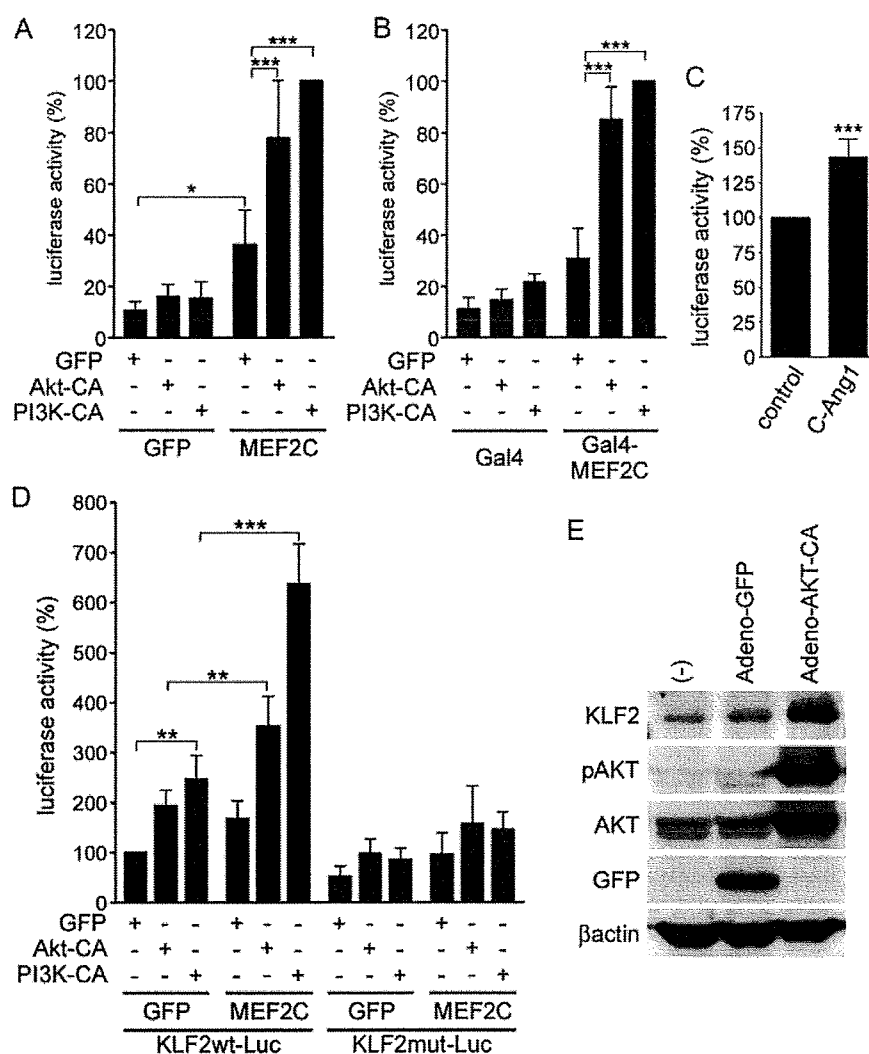 A
luciferase activity (%)
120
100
80
60
40
20
0
*
***
***
GFP + - - + - -
Akt-CA - + - - + -
PI3K-CA - - + - - +
GFP MEF2C
B
luciferase activity (%)
120
100
80
60
40
20
0
***
***
GFP + - - + - -
Akt-CA - + - - + -
PI3K-CA - - + - - +
Gal4 Gal4-
MEF2C
C
luciferase activity (%)
175
150
125
100
75
50
25
0
***
control
C-Ang1
D
luciferase activity (%)
800
700
600
500
400
300
200
100
0
**
**
***
GFP + - - + - - + - - + - -
Akt-CA - + - - + - - + - - + -
PI3K-CA - - + - - + - - + - - +
GFP MEF2C GFP MEF2C
KLF2wt-Luc KLF2mut-Luc
E
(-)
Adeno-GFP
Adeno-AKT-CA
KLF2
pAKT
AKT
GFP
βactin